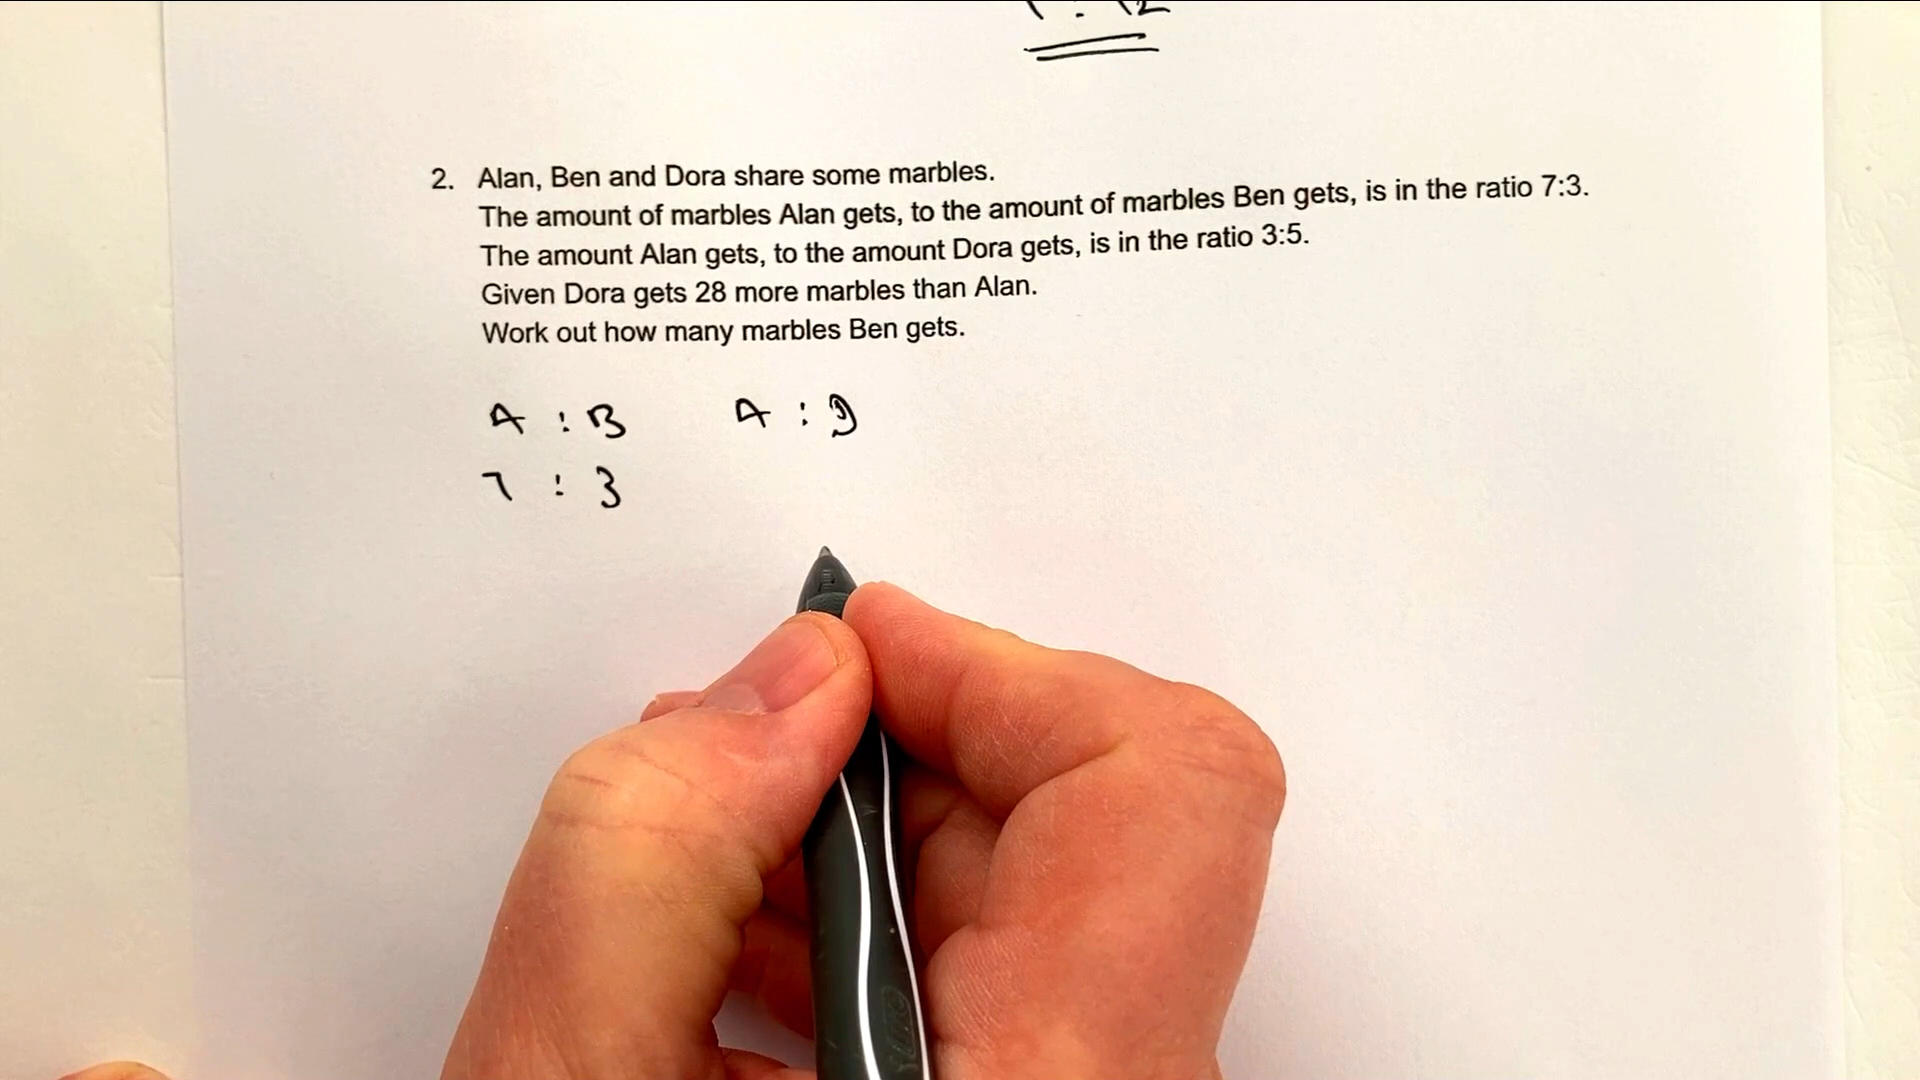 2. Alan, Ben and Dora share some marbles.
The amount of marbles Alan gets, to the amount of marbles Ben gets, is in the ratio 7:3.
The amount Alan gets, to the amount Dora gets, is in the ratio 3:5.
Given Dora gets 28 more marbles than Alan.
Work out how many marbles Ben gets.
A : B A : D
7 : 3